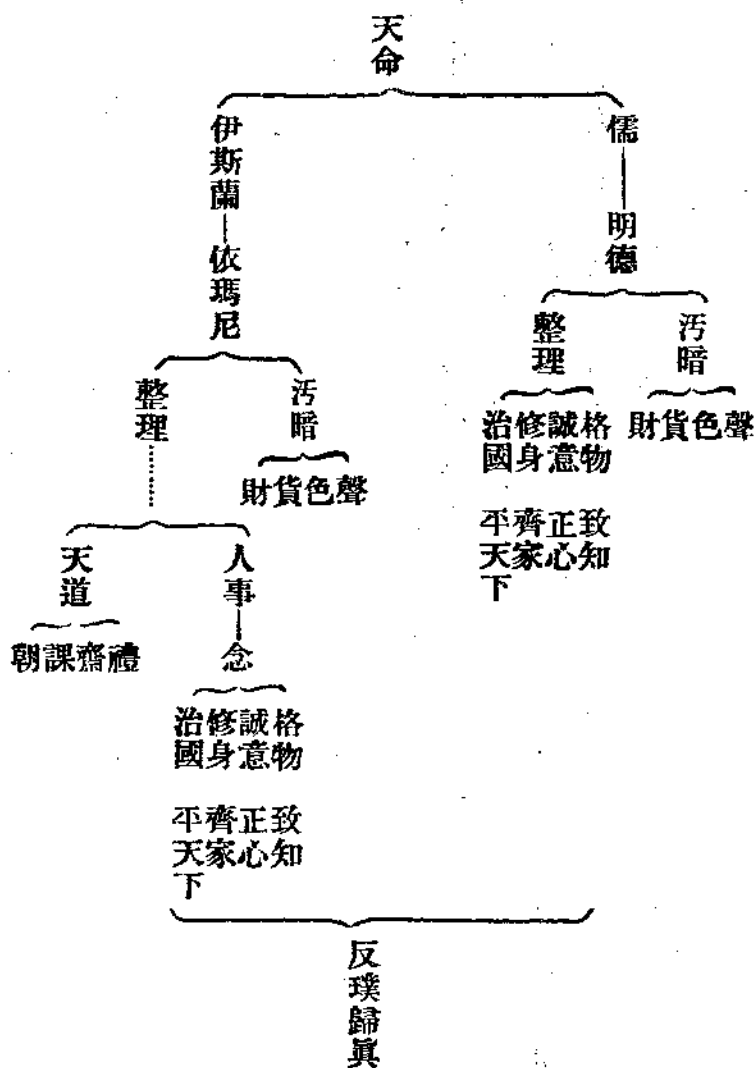 天命
儒
明德
汚暗
聲色貨財
整理
格物
致知
誠意
正心
修身
齊家
治國
平天下
伊斯蘭
依瑪尼
汚暗
聲色貨財
整理
人事
念
格物
致知
誠意
正心
修身
齊家
治國
平天下
天道
禮齋課朝
反璞歸眞